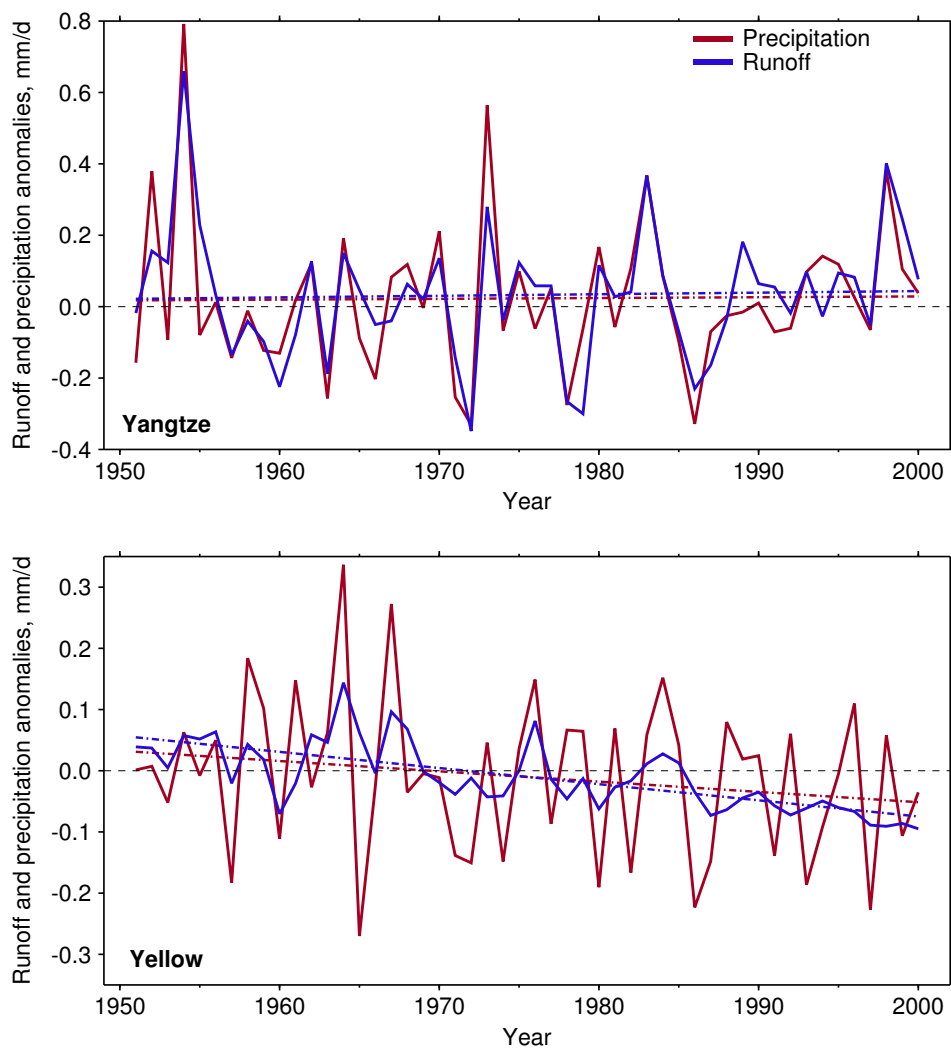 Runoff and precipitation anomalies, mm/d
0.8
0.6
0.4
0.2
0.0
-0.2
-0.4
Precipitation
Runoff
Yangtze
1950 1960 1970 1980 1990 2000
Year
Runoff and precipitation anomalies, mm/d
0.3
0.2
0.1
0.0
-0.1
-0.2
-0.3
Yellow
1950 1960 1970 1980 1990 2000
Year